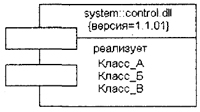 system::control.dll
{версия=1.1.01}
реализует
Класс_А
Класс_Б
Класс_В